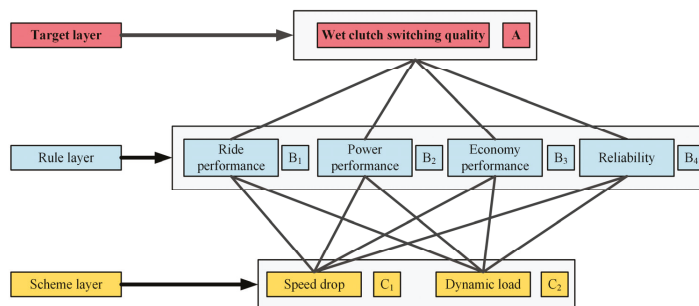 Target layer
Wet clutch switching quality A
Rule layer
Ride
performance
B₁
Power
performance
B₂
Economy
performance
B₃
Reliability
B₄
Scheme layer
Speed drop C₁
Dynamic load C₂